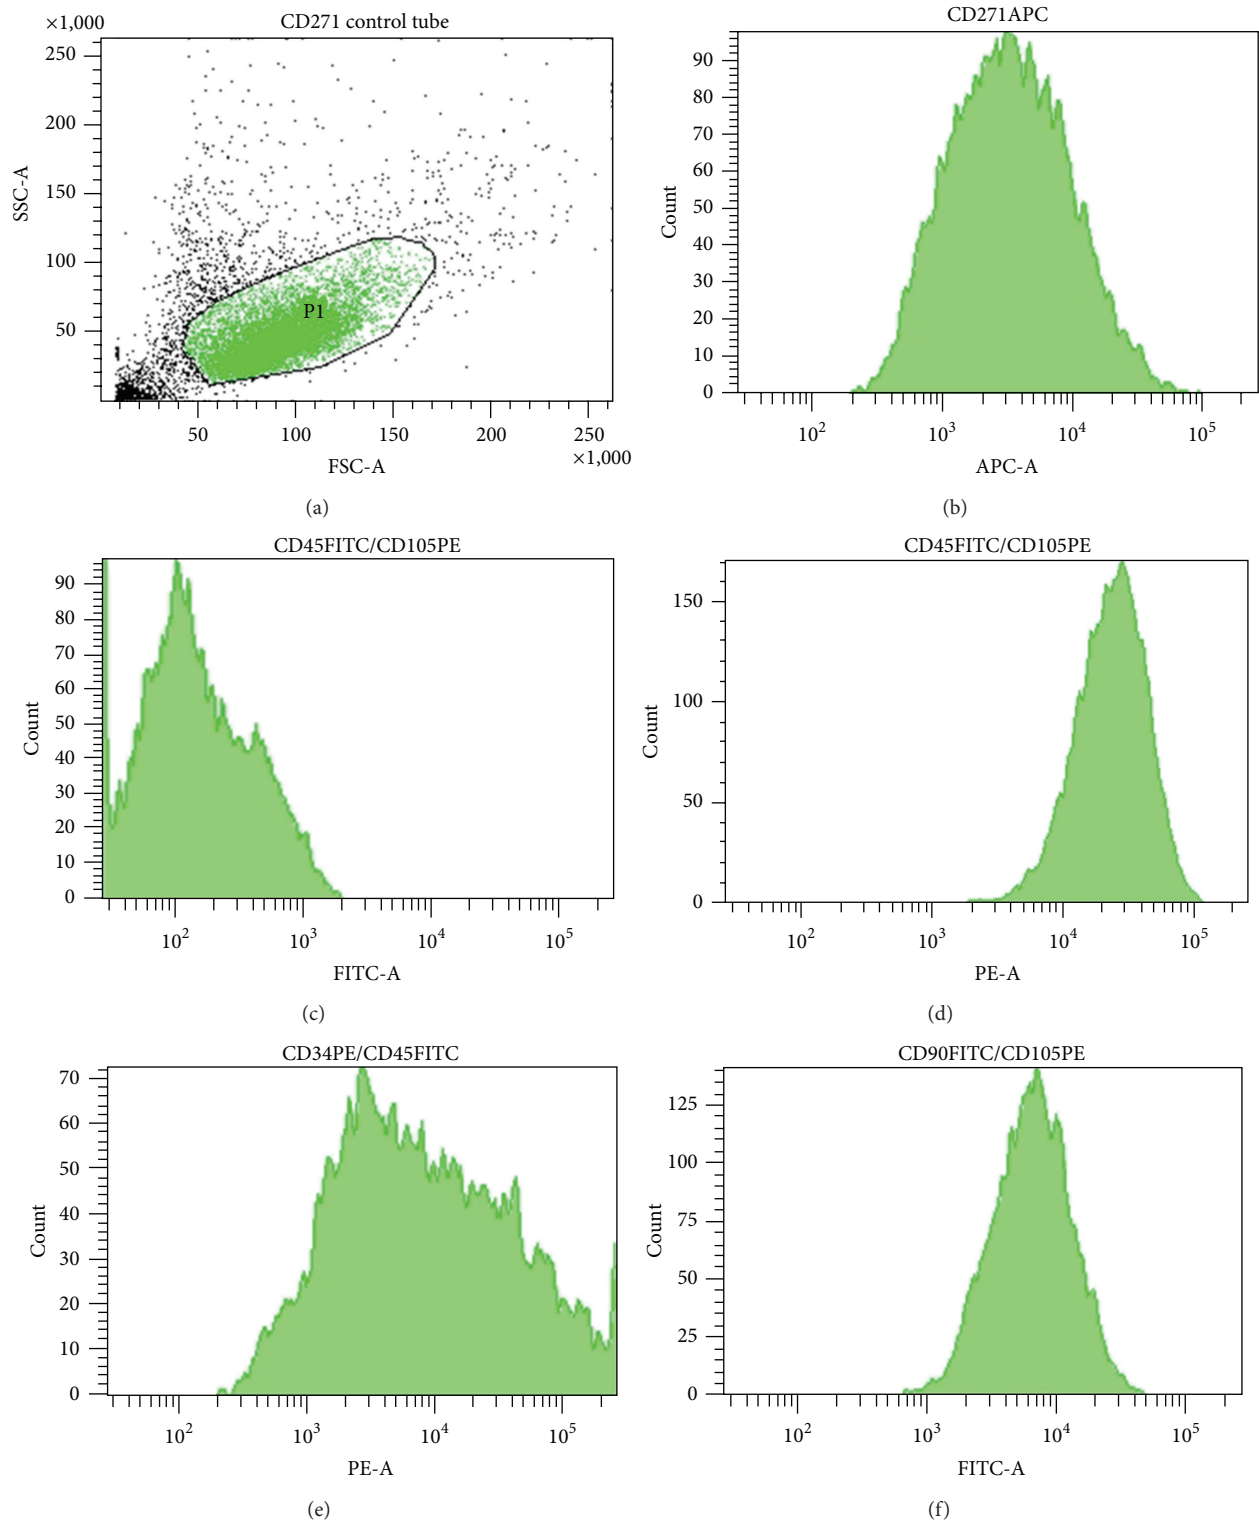 CD271 control tube
×1,000
250
200
150
100
50
SSC-A
P1
50 100 150 200 250
×1,000
FSC-A
(a)
CD271APC
90
80
70
60
50
40
30
20
10
0
Count
10² 10³ 10⁴ 10⁵
APC-A
(b)
CD45FITC/CD105PE
90
80
70
60
50
40
30
20
10
0
Count
10² 10³ 10⁴ 10⁵
FITC-A
(c)
CD45FITC/CD105PE
150
100
50
0
Count
10² 10³ 10⁴ 10⁵
PE-A
(d)
CD34PE/CD45FITC
70
60
50
40
30
20
10
0
Count
10² 10³ 10⁴ 10⁵
PE-A
(e)
CD90FITC/CD105PE
125
100
75
50
25
0
Count
10² 10³ 10⁴ 10⁵
FITC-A
(f)